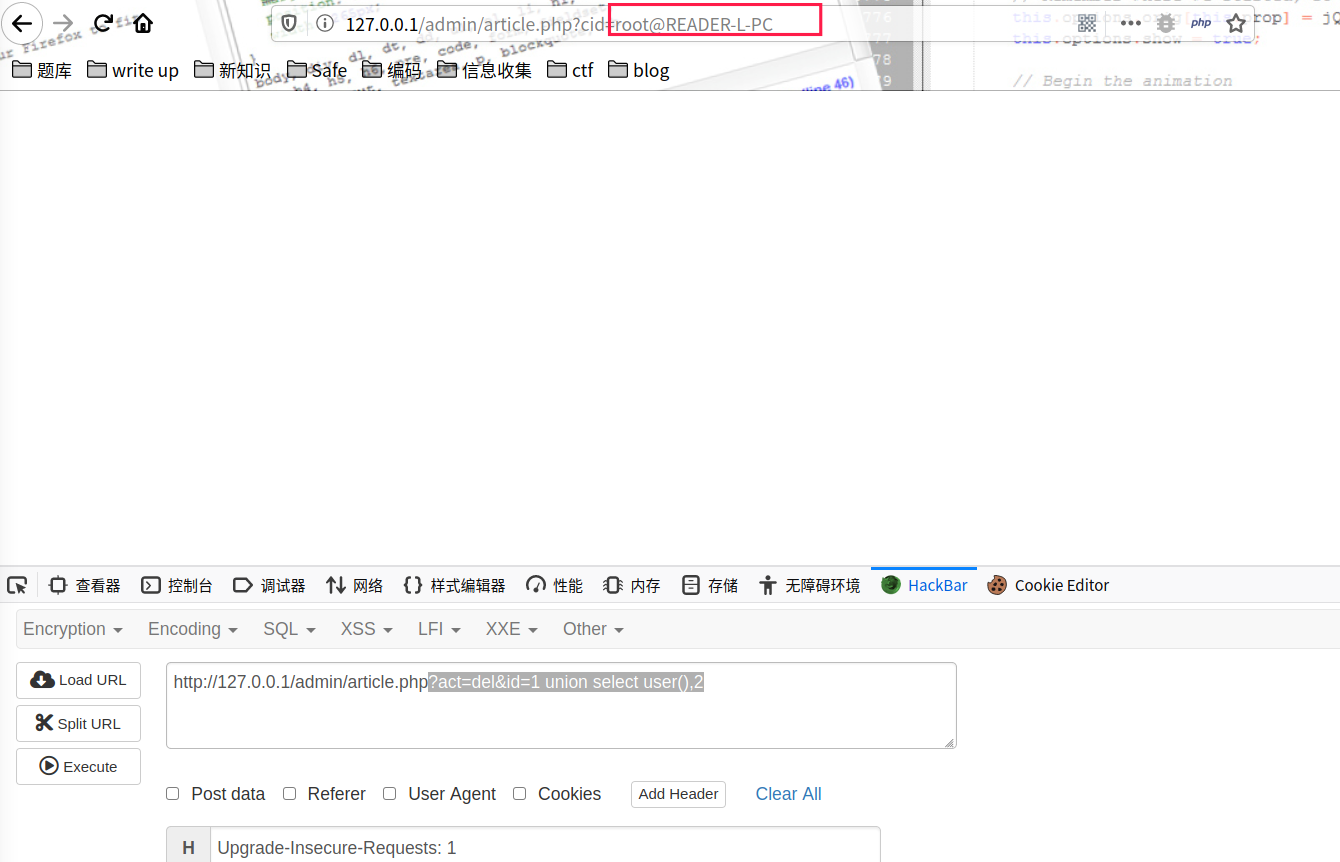 127.0.0.1/admin/article.php?cid=root@READER-L-PC
php
// Begin the animation
题库 write up 新知识 Safe 编码 信息收集 ctf blog
查看器 控制台 调试器 网络 样式编辑器 性能 内存 存储 无障碍环境 HackBar Cookie Editor
Encryption Encoding SQL XSS LFI XXE Other
Load URL
http://127.0.0.1/admin/article.php?act=del&id=1 union select user(),2
Split URL
Execute
Post data Referer User Agent Cookies Add Header Clear All
H Upgrade-Insecure-Requests: 1